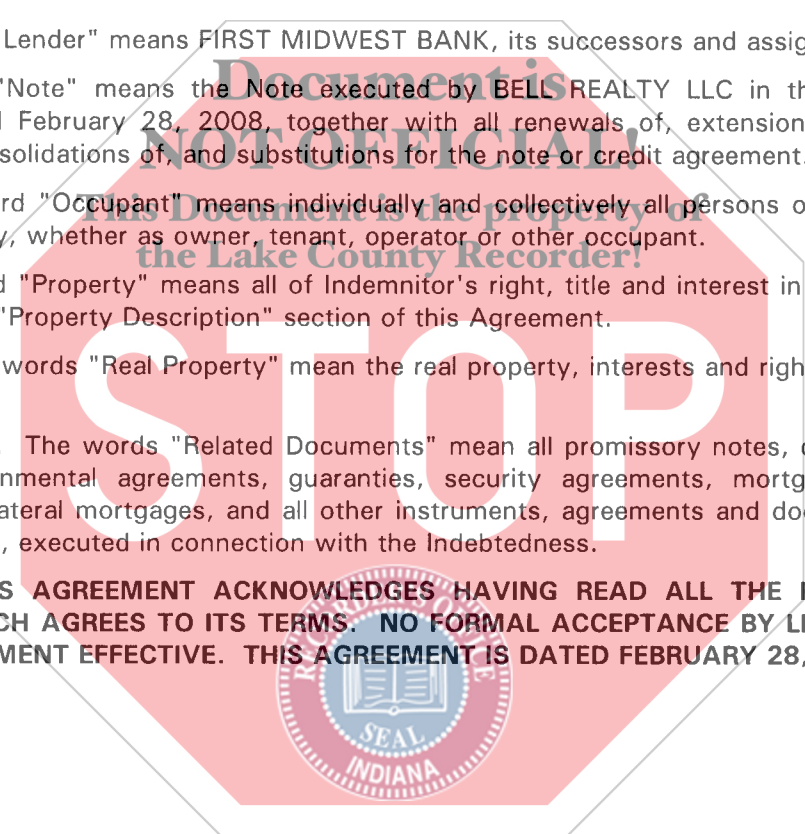 Lender" means FIRST MIDWEST BANK, its successors and assig
"Note" means the Note executed by BELL REALTY LLC in th
February 28, 2008, together with all renewals of, extension
solidations of, and substitutions for the note or credit agreement.
rd "Occupant" means individually and collectively all persons o
, whether as owner, tenant, operator or other occupant.
"Property" means all of Indemnitor's right, title and interest in
"Property Description" section of this Agreement.
words "Real Property" mean the real property, interests and righ
. The words "Related Documents" mean all promissory notes, c
nmental agreements, guaranties, security agreements, mortg
ateral mortgages, and all other instruments, agreements and do
, executed in connection with the Indebtedness.
S AGREEMENT ACKNOWLEDGES HAVING READ ALL THE
CH AGREES TO ITS TERMS. NO FORMAL ACCEPTANCE BY L
MENT EFFECTIVE. THIS AGREEMENT IS DATED FEBRUARY 28,
Document is
NOT OFFICIAL!
This Document is the property of
the Lake County Recorder!
STOP
RECORDER'S OFFICE
SEAL
INDIANA